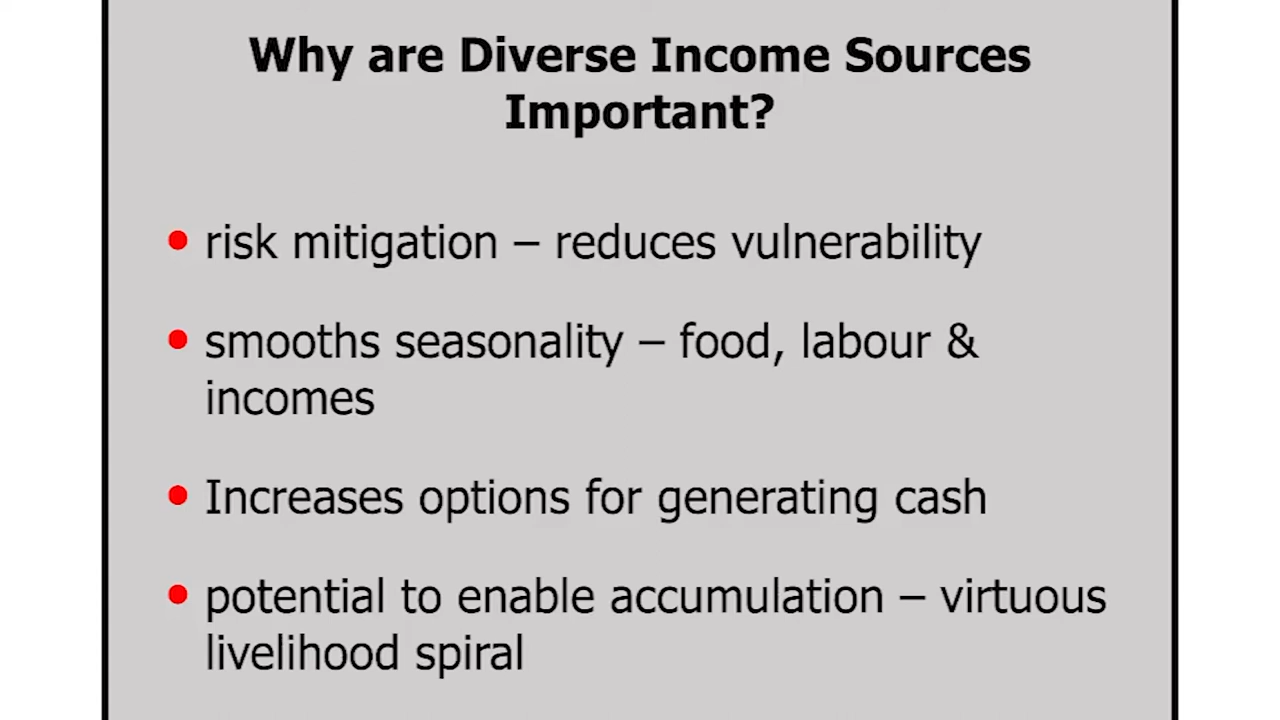 Why are Diverse Income Sources
Important?
• risk mitigation – reduces vulnerability
• smooths seasonality – food, labour &
incomes
• Increases options for generating cash
• potential to enable accumulation – virtuous
livelihood spiral